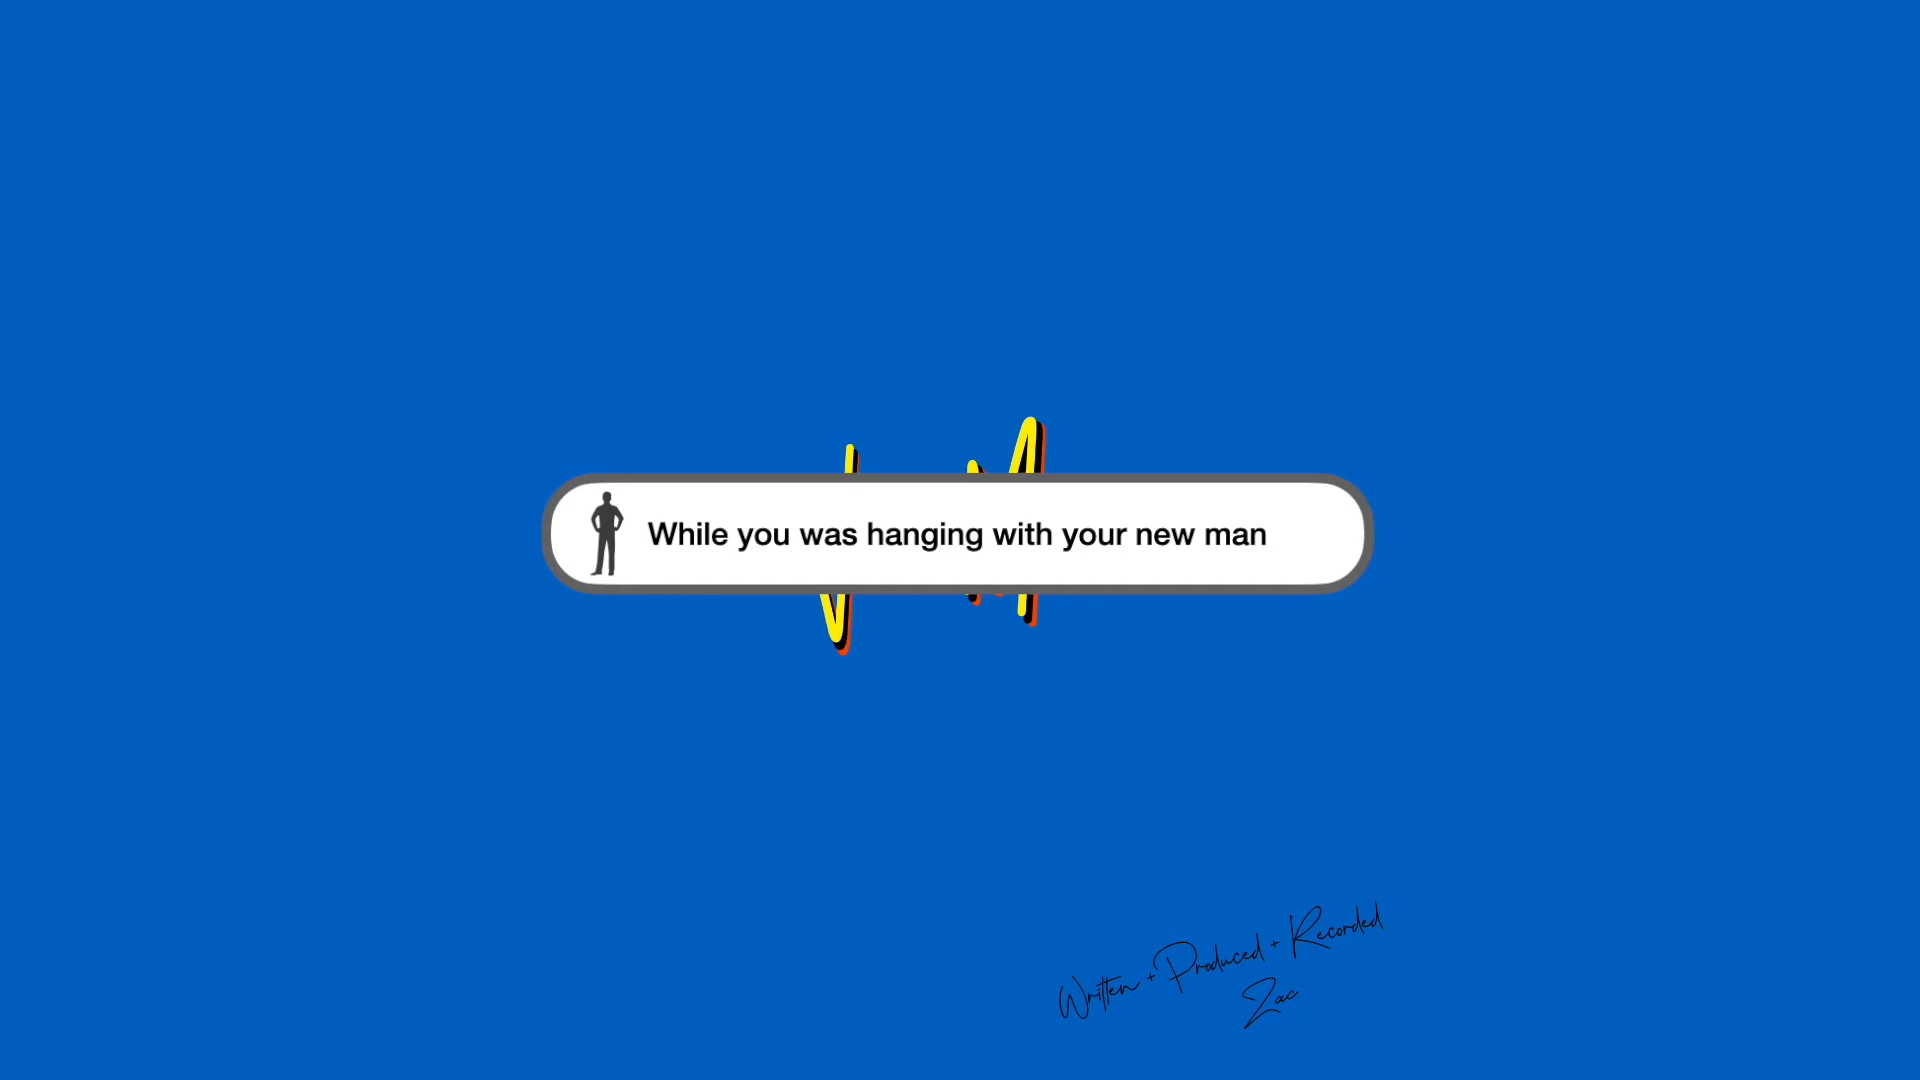 While you was hanging with your new man
Written + Produced + Recorded
Zac